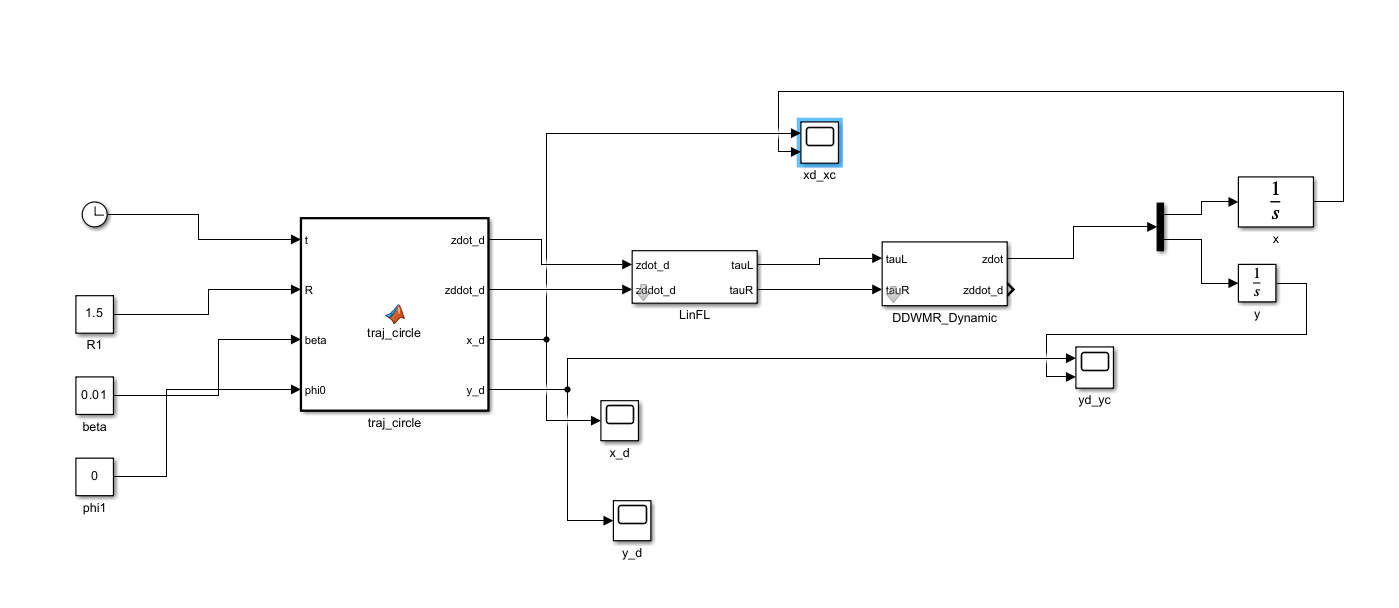 xd_xc
t
R
beta
phi0
zdot_d
zddot_d
x_d
y_d
traj_circle
traj_circle
1.5
R1
0.01
beta
0
phi1
zdot_d
zddot_d
tauL
tauR
LinFL
tauL
tauR
zdot
zddot_d
DDWMR_Dynamic
1
s
x
1
s
y
yd_yc
x_d
y_d